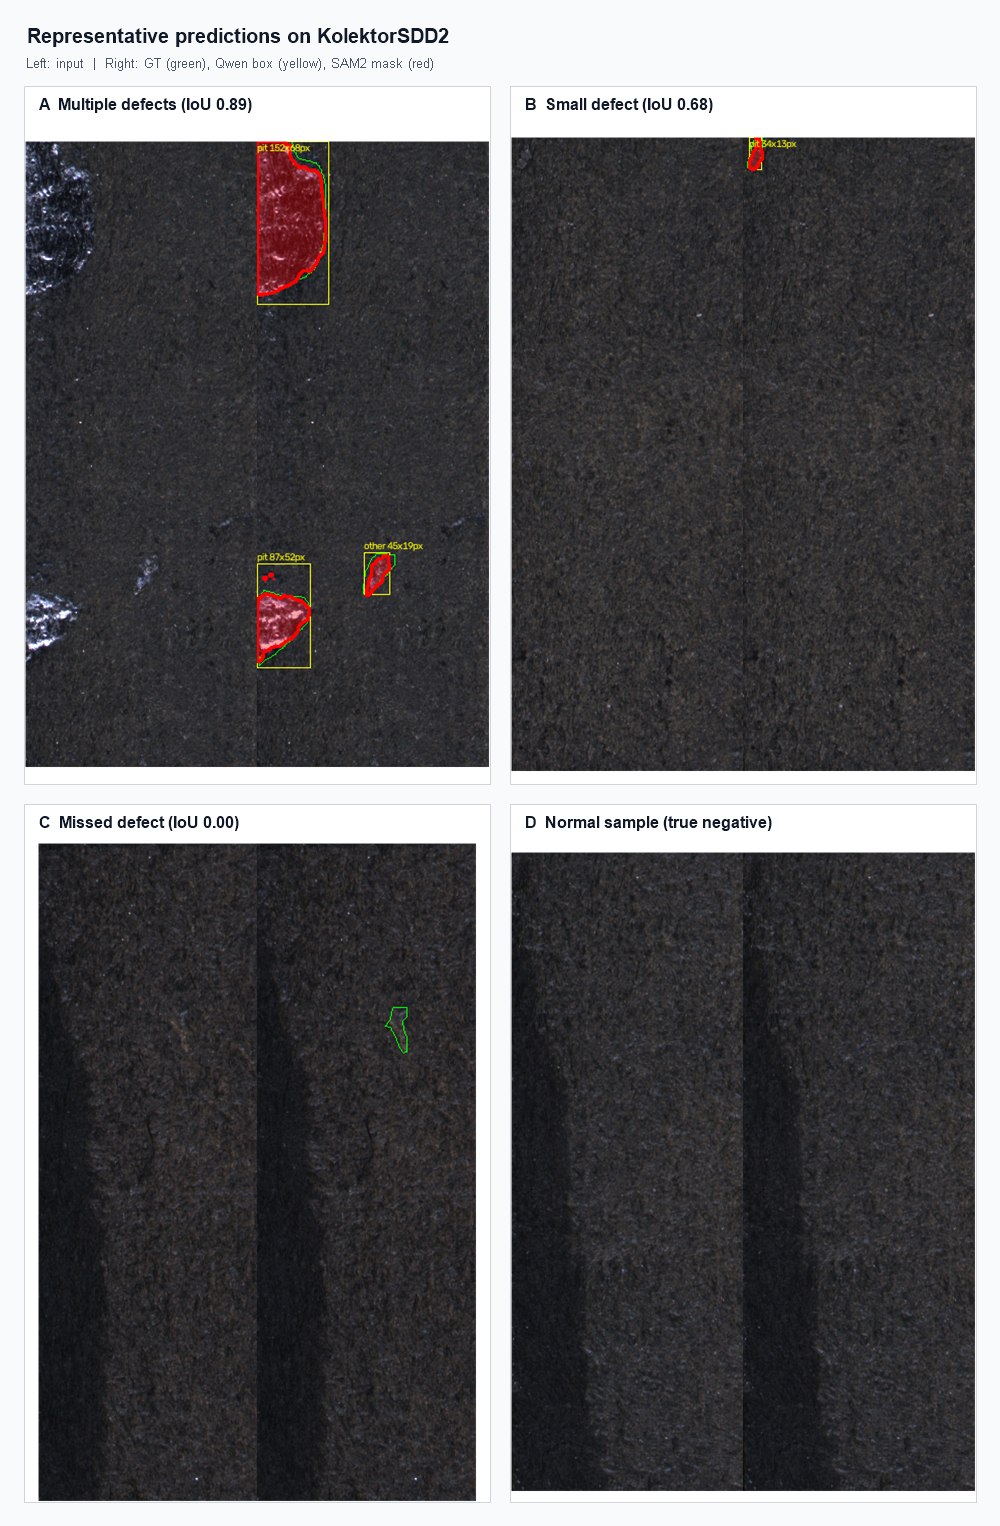 Representative predictions on KolektorSDD2
Left: input | Right: GT (green), Qwen box (yellow), SAM2 mask (red)
A Multiple defects (IoU 0.89)
pit 152x68px
pit 87x52px
other 45x19px
B Small defect (IoU 0.68)
pit 34x13px
C Missed defect (IoU 0.00)
D Normal sample (true negative)